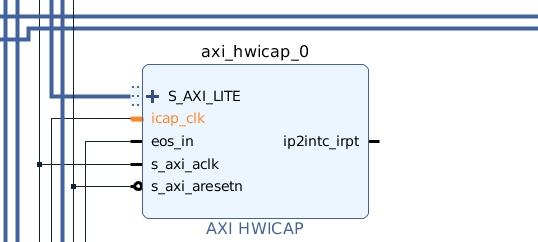 axi_hwicap_0
S_AXI_LITE
icap_clk
eos_in
ip2intc_irpt
s_axi_aclk
s_axi_aresetn
AXI HWICAP